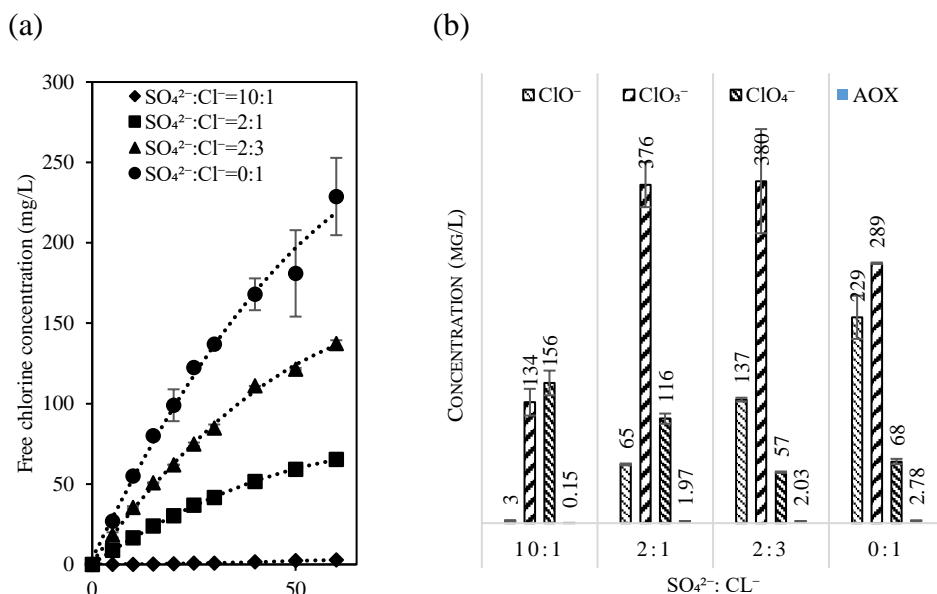 (a)
(b)
300
250
200
150
100
50
0
0
50
Free chlorine concentration (mg/L)
SO₄²⁻:Cl⁻=10:1
SO₄²⁻:Cl⁻=2:1
SO₄²⁻:Cl⁻=2:3
SO₄²⁻:Cl⁻=0:1
ClO⁻
ClO₃⁻
ClO₄⁻
AOX
CONCENTRATION (MG/L)
3
134
156
0.15
65
376
116
1.97
137
380
57
2.03
229
289
68
2.78
10:1
2:1
2:3
0:1
SO₄²⁻: CL⁻